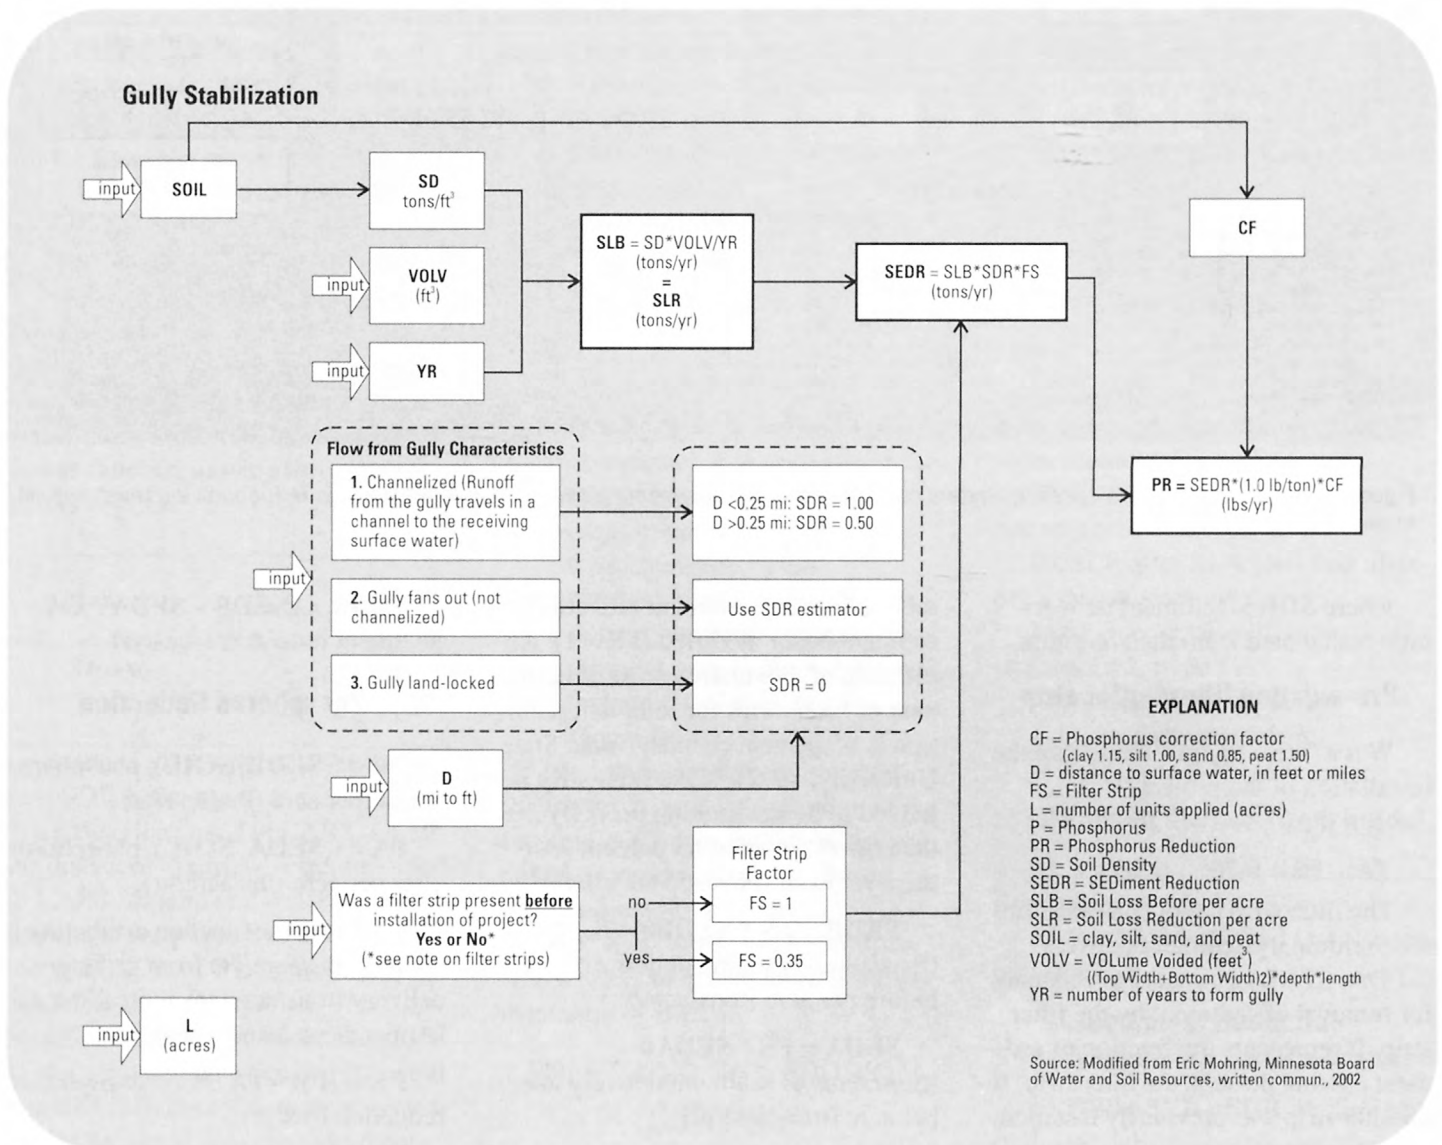 Gully Stabilization
input
SOIL
SD
tons/ft³
input
VOLV
(ft³)
input
YR
SLB = SD*VOLV/YR
(tons/yr)
=
SLR
(tons/yr)
SEDR = SLB*SDR*FS
(tons/yr)
CF
PR = SEDR*(1.0 lb/ton)*CF
(lbs/yr)
Flow from Gully Characteristics
input
1. Channelized (Runoff
from the gully travels in a
channel to the receiving
surface water)
2. Gully fans out (not
channelized)
3. Gully land-locked
D <0.25 mi: SDR = 1.00
D >0.25 mi: SDR = 0.50
Use SDR estimator
SDR = 0
input
D
(mi to ft)
input
Was a filter strip present before
installation of project?
Yes or No*
(*see note on filter strips)
no
yes
Filter Strip
Factor
FS = 1
FS = 0.35
input
L
(acres)
EXPLANATION
CF = Phosphorus correction factor
(clay 1.15, silt 1.00, sand 0.85, peat 1.50)
D = distance to surface water, in feet or miles
FS = Filter Strip
L = number of units applied (acres)
P = Phosphorus
PR = Phosphorus Reduction
SD = Soil Density
SEDR = SEDiment Reduction
SLB = Soil Loss Before per acre
SLR = Soil Loss Reduction per acre
SOIL = clay, silt, sand, and peat
VOLV = VOLume Voided (feet³)
((Top Width+Bottom Width)2)*depth*length
YR = number of years to form gully
Source: Modified from Eric Mohring, Minnesota Board
of Water and Soil Resources, written commun., 2002